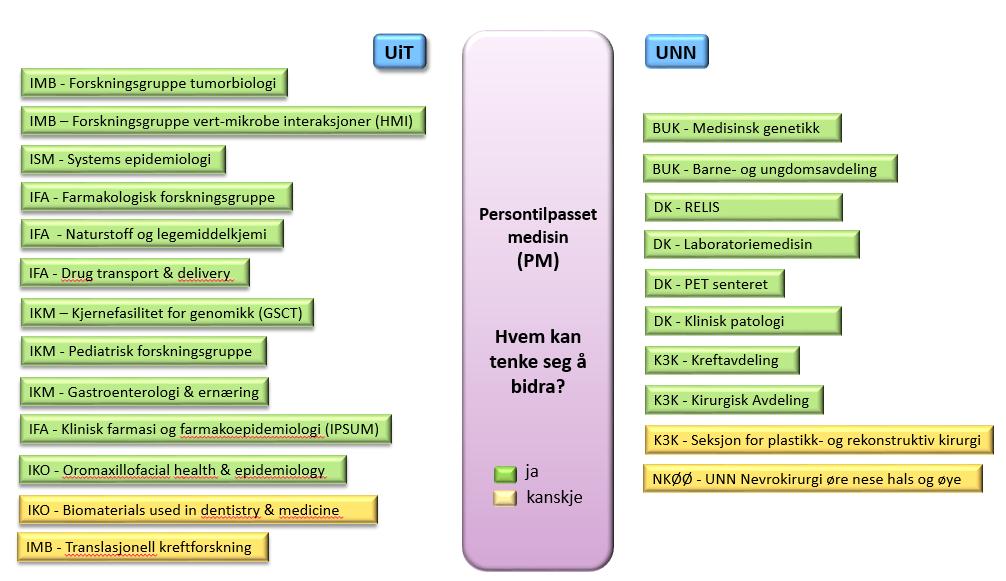 UiT
IMB - Forskningsgruppe tumorbiologi
IMB – Forskningsgruppe vert-mikrobe interaksjoner (HMI)
ISM - Systems epidemiologi
IFA - Farmakologisk forskningsgruppe
IFA - Naturstoff og legemiddelkjemi
IFA - Drug transport & delivery
IKM – Kjernefasilitet for genomikk (GSCT)
IKM - Pediatrisk forskningsgruppe
IKM - Gastroenterologi & ernæring
IFA - Klinisk farmasi og farmakoepidemiologi (IPSUM)
IKO - Oromaxillofacial health & epidemiology
IKO - Biomaterials used in dentistry & medicine
IMB - Translasjonell kreftforskning
Persontilpasset
medisin
(PM)
Hvem kan
tenke seg å
bidra?
ja
kanskje
UNN
BUK - Medisinsk genetikk
BUK - Barne- og ungdomsavdeling
DK - RELIS
DK - Laboratoriemedisin
DK - PET senteret
DK - Klinisk patologi
K3K - Kreftavdeling
K3K - Kirurgisk Avdeling
K3K - Seksjon for plastikk- og rekonstruktiv kirurgi
NKØØ - UNN Nevrokirurgi øre nese hals og øye